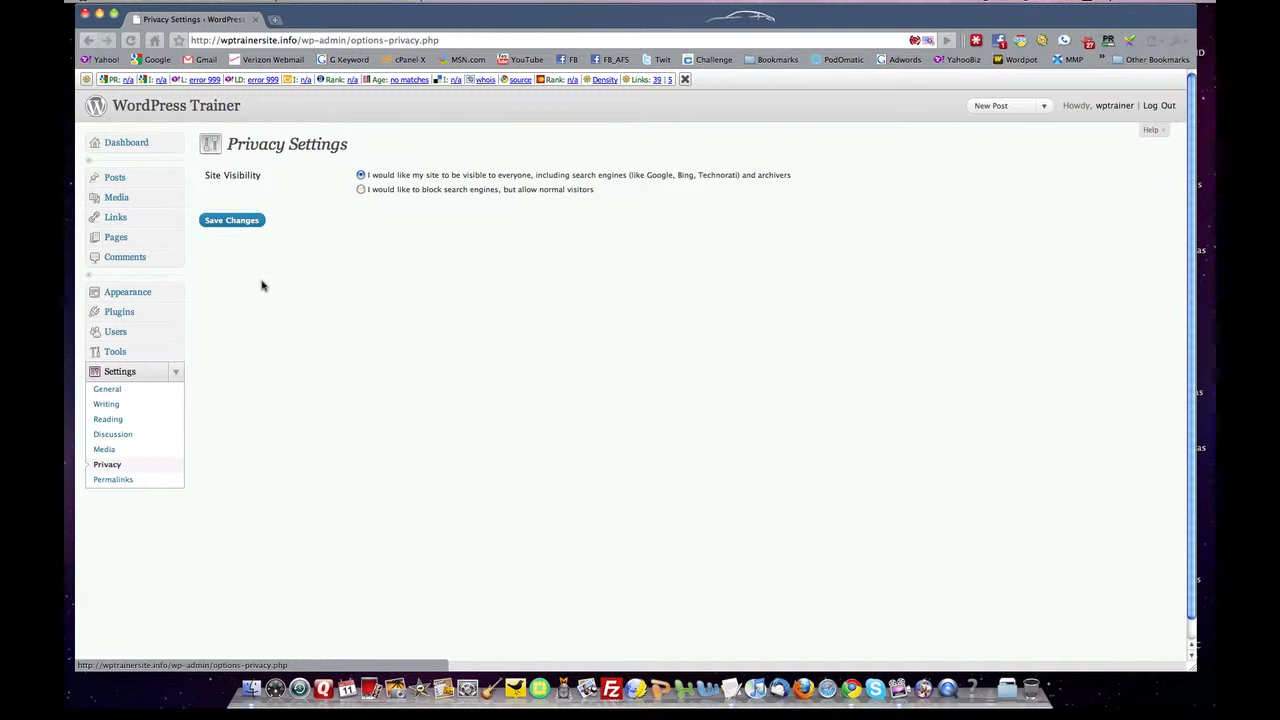 Privacy Settings ‹ WordPress
http://wptrainersite.info/wp-admin/options-privacy.php
Yahoo! Google Gmail Verizon Webmail G Keyword cPanel X MSN.com YouTube FB FB_AFS Twit Challenge Bookmarks PodOmatic Adwords YahooBiz Wordpot MMP » Other Bookmarks
PR: n/a I: n/a L: error 999 LD: error 999 I: n/a Rank: n/a Age: no matches I: n/a whois source Rank: n/a Density Links: 39 | 5
WordPress Trainer
New Post
Howdy, wptrainer | Log Out
Help
Dashboard
Posts
Media
Links
Pages
Comments
Appearance
Plugins
Users
Tools
Settings
General
Writing
Reading
Discussion
Media
Privacy
Permalinks
Privacy Settings
Site Visibility
I would like my site to be visible to everyone, including search engines (like Google, Bing, Technorati) and archivers
I would like to block search engines, but allow normal visitors
Save Changes
http://wptrainersite.info/wp-admin/options-privacy.php